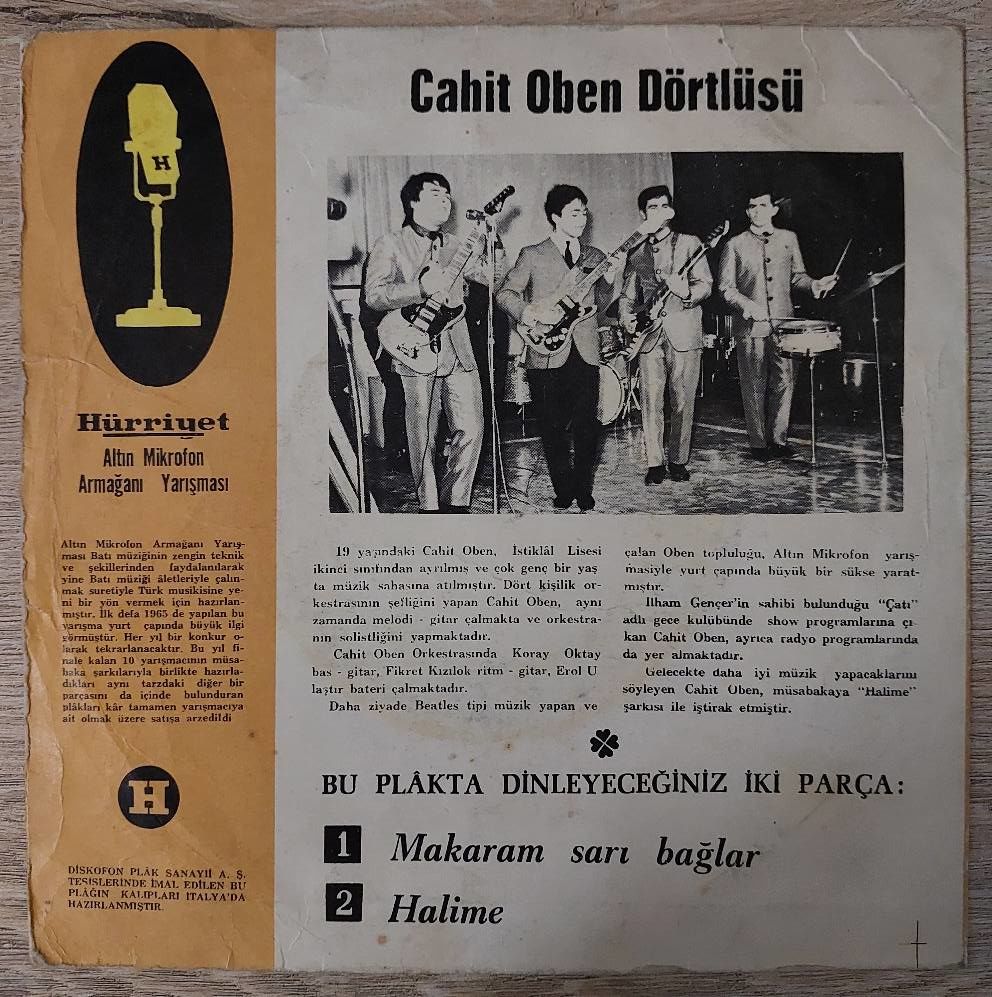 H
Hürriyet
Altın Mikrofon
Armağanı Yarışması
Altın Mikrofon Armağanı Yarış-
ması Batı müziğinin zengin teknik
ve şekillerinden faydalanılarak
yine Batı müziği âletleriyle çalın-
mak suretiyle Türk musikisine ye-
ni bir yön vermek için hazırlan-
mıştır. İlk defa 1965 de yapılan bu
yarışma yurt çapında büyük ilgi
görmüştür. Her yıl bir konkur o-
larak tekrarlanacaktır. Bu yıl fi-
nale kalan 10 yarışmacının müsa-
baka şarkılarıyla birlikte hazırla-
dıkları aynı tarzdaki diğer bir
parçasını da içinde bulunduran
plâkları kâr tamamen yarışmacıya
ait olmak üzere satışa arzedildi
H
DİSKOFON PLÂK SANAYİİ A. Ş.
TESİSLERİNDE İMAL EDİLEN BU
PLÂĞIN KALIPLARI İTALYA'DA
HAZIRLANMIŞTIR.
Cahit Oben Dörtlüsü
19 yaşındaki Cahit Oben, İstiklâl Lisesi
ikinci sınıfından ayrılmış ve çok genç bir yaş
ta müzik sahasına atılmıştır. Dört kişilik or-
kestrasının şefliğini yapan Cahit Oben, aynı
zamanda melodi - gitar çalmakta ve orkestra-
nın solistliğini yapmaktadır.
Cahit Oben Orkestrasında Koray Oktay
bas - gitar, Fikret Kızılok ritm - gitar, Erol U
laştır bateri çalmaktadır.
Daha ziyade Beatles tipi müzik yapan ve
çalan Oben topluluğu, Altın Mikrofon yarış-
masiyle yurt çapında büyük bir sükse yarat-
mıştır.
İlham Gençer'in sahibi bulunduğu "Çatı"
adlı gece kulübünde show programlarına çı-
kan Cahit Oben, ayrıca radyo programlarında
da yer almaktadır.
Gelecekte daha iyi müzik yapacaklarını
söyleyen Cahit Oben, müsabakaya "Halime"
şarkısı ile iştirak etmiştir.
BU PLÂKTA DİNLEYECEĞİNİZ İKİ PARÇA:
1 Makaram sarı bağlar
2 Halime